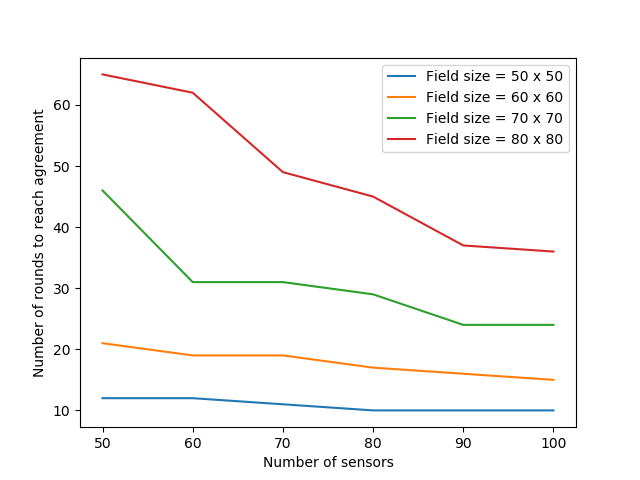 Field size = 50 x 50
Field size = 60 x 60
Field size = 70 x 70
Field size = 80 x 80
Number of rounds to reach agreement
60
50
40
30
20
10
50 60 70 80 90 100
Number of sensors